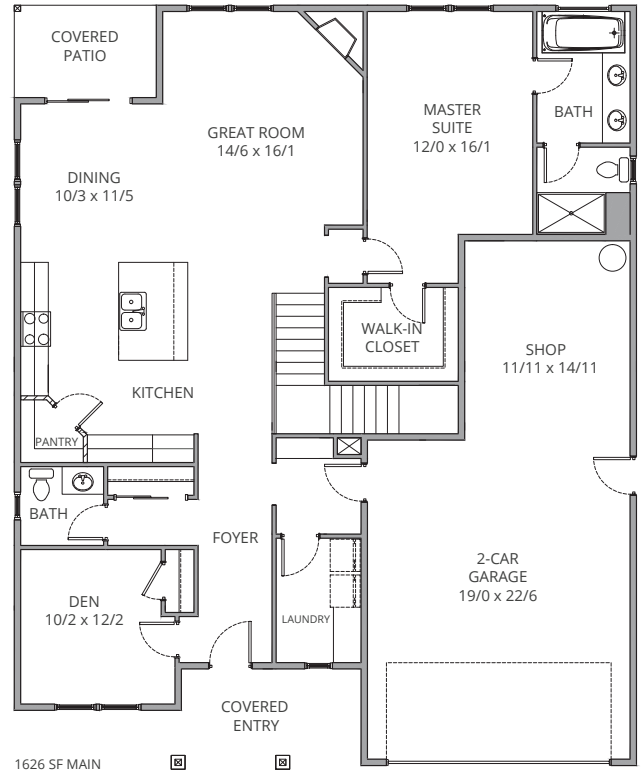 COVERED
PATIO
GREAT ROOM
14/6 x 16/1
MASTER
SUITE
12/0 x 16/1
BATH
DINING
10/3 x 11/5
WALK-IN
CLOSET
SHOP
11/11 x 14/11
KITCHEN
PANTRY
BATH
FOYER
2-CAR
GARAGE
19/0 x 22/6
DEN
10/2 x 12/2
LAUNDRY
COVERED
ENTRY
1626 SF MAIN